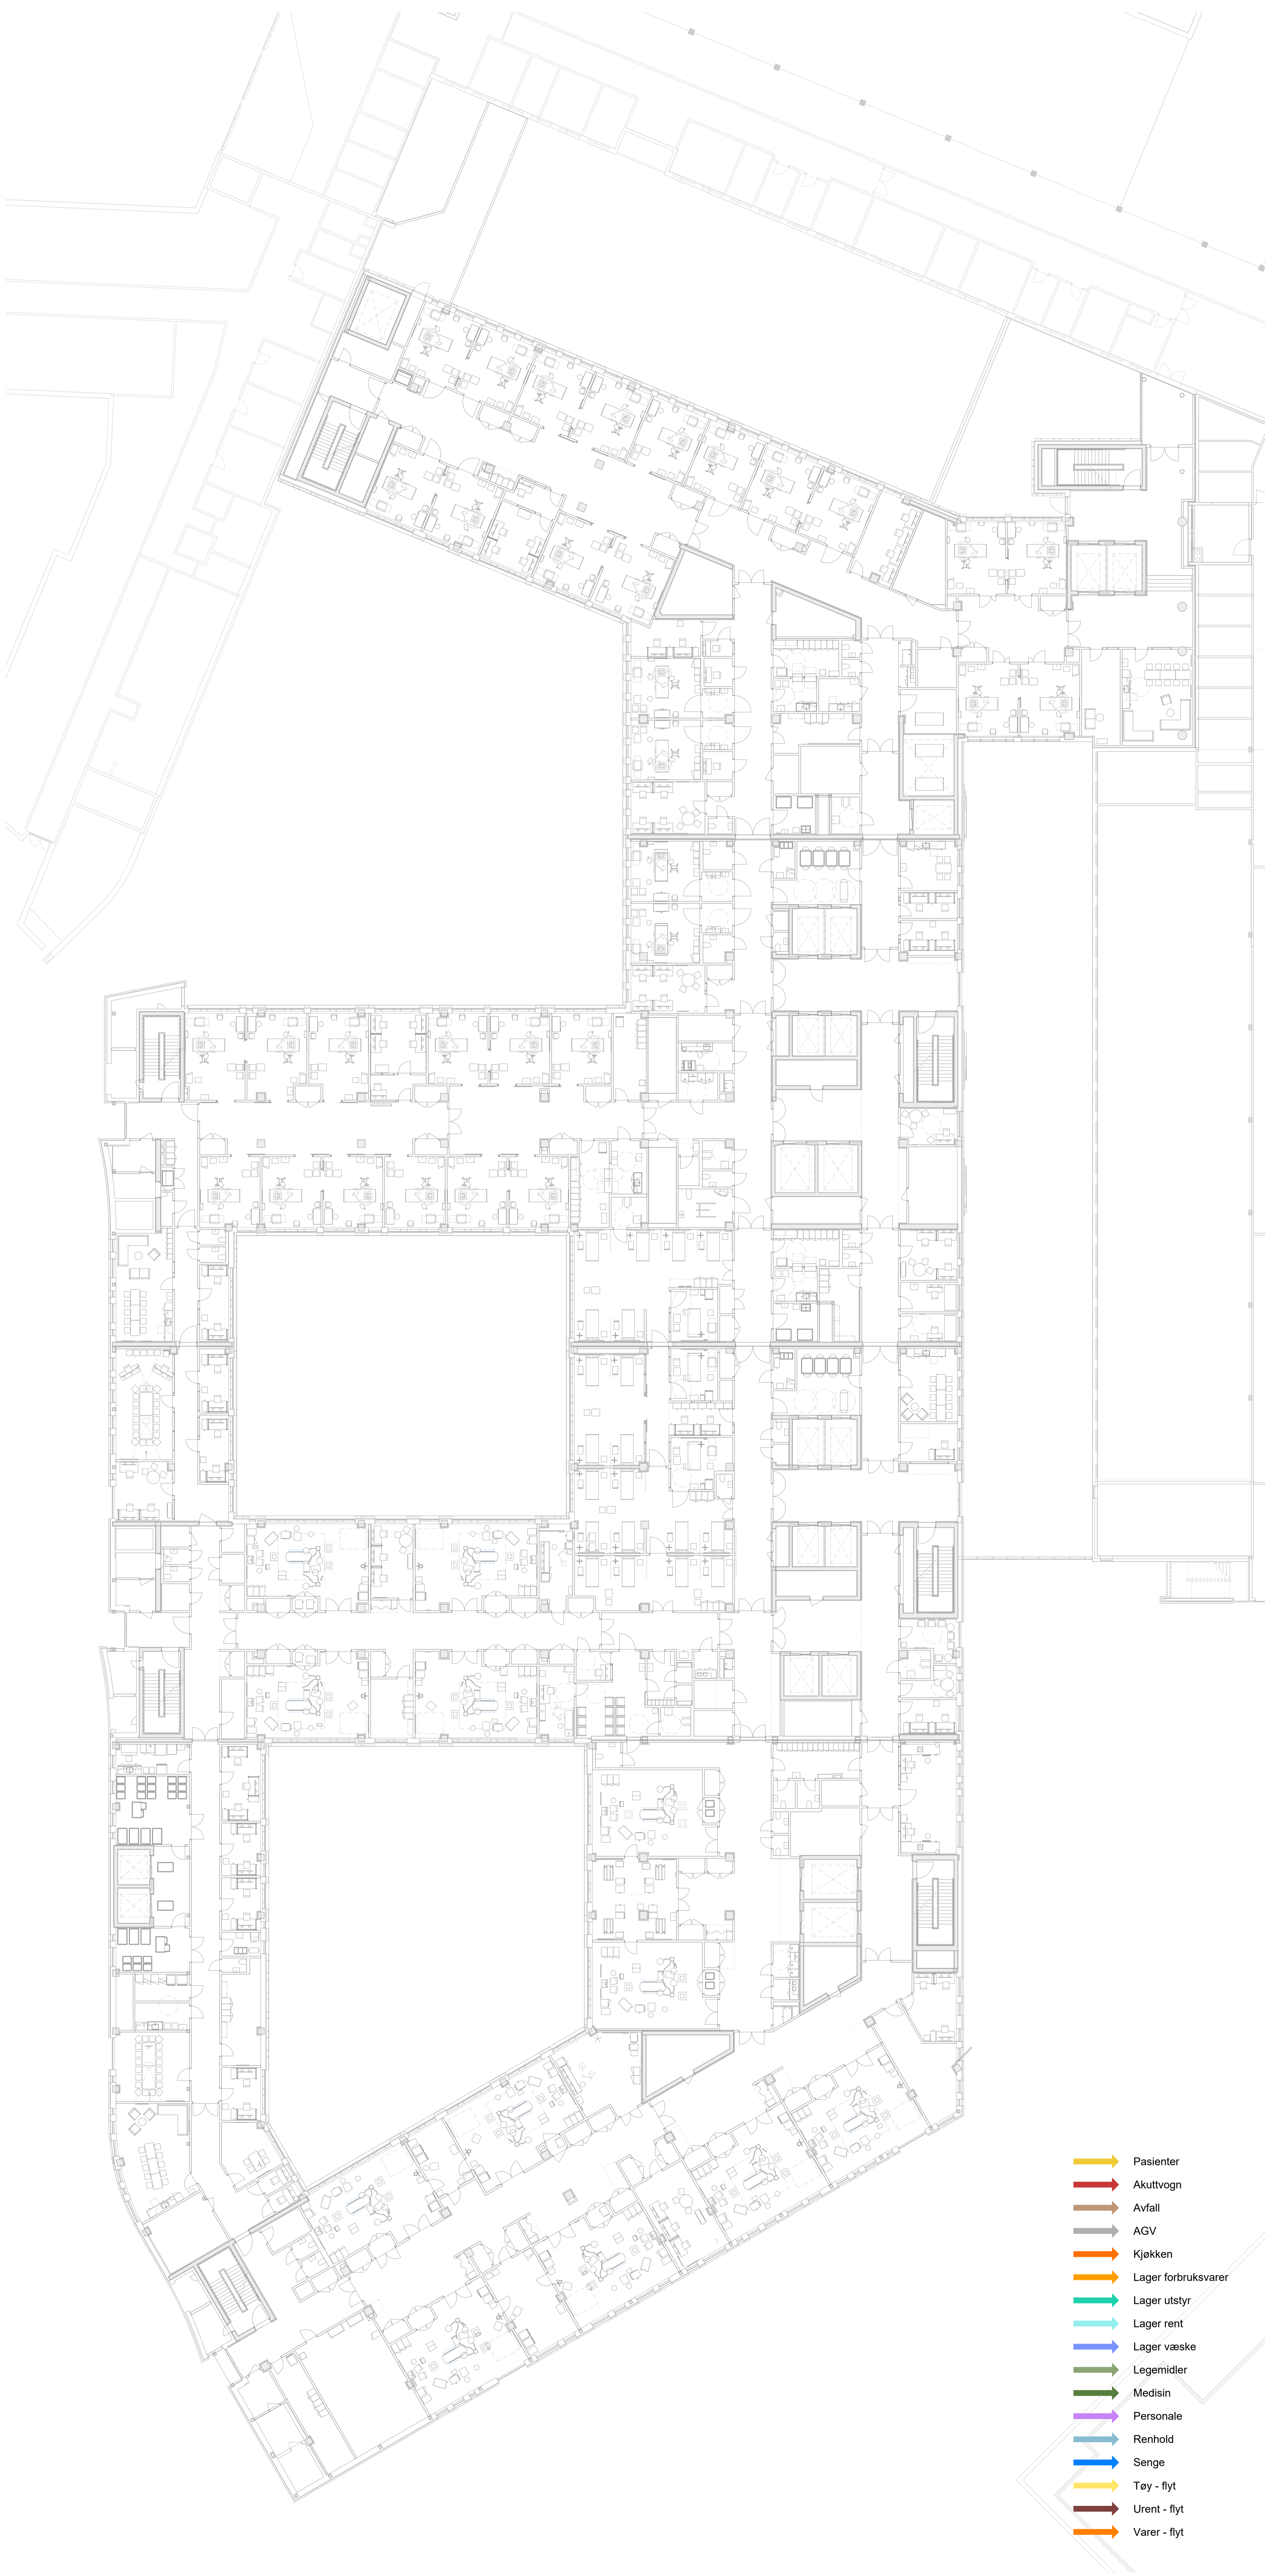 Pasienter
Akuttvogn
Avfall
AGV
Kjøkken
Lager forbruksvarer
Lager utstyr
Lager rent
Lager væske
Legemidler
Medisin
Personale
Renhold
Senge
Tøy - flyt
Urent - flyt
Varer - flyt